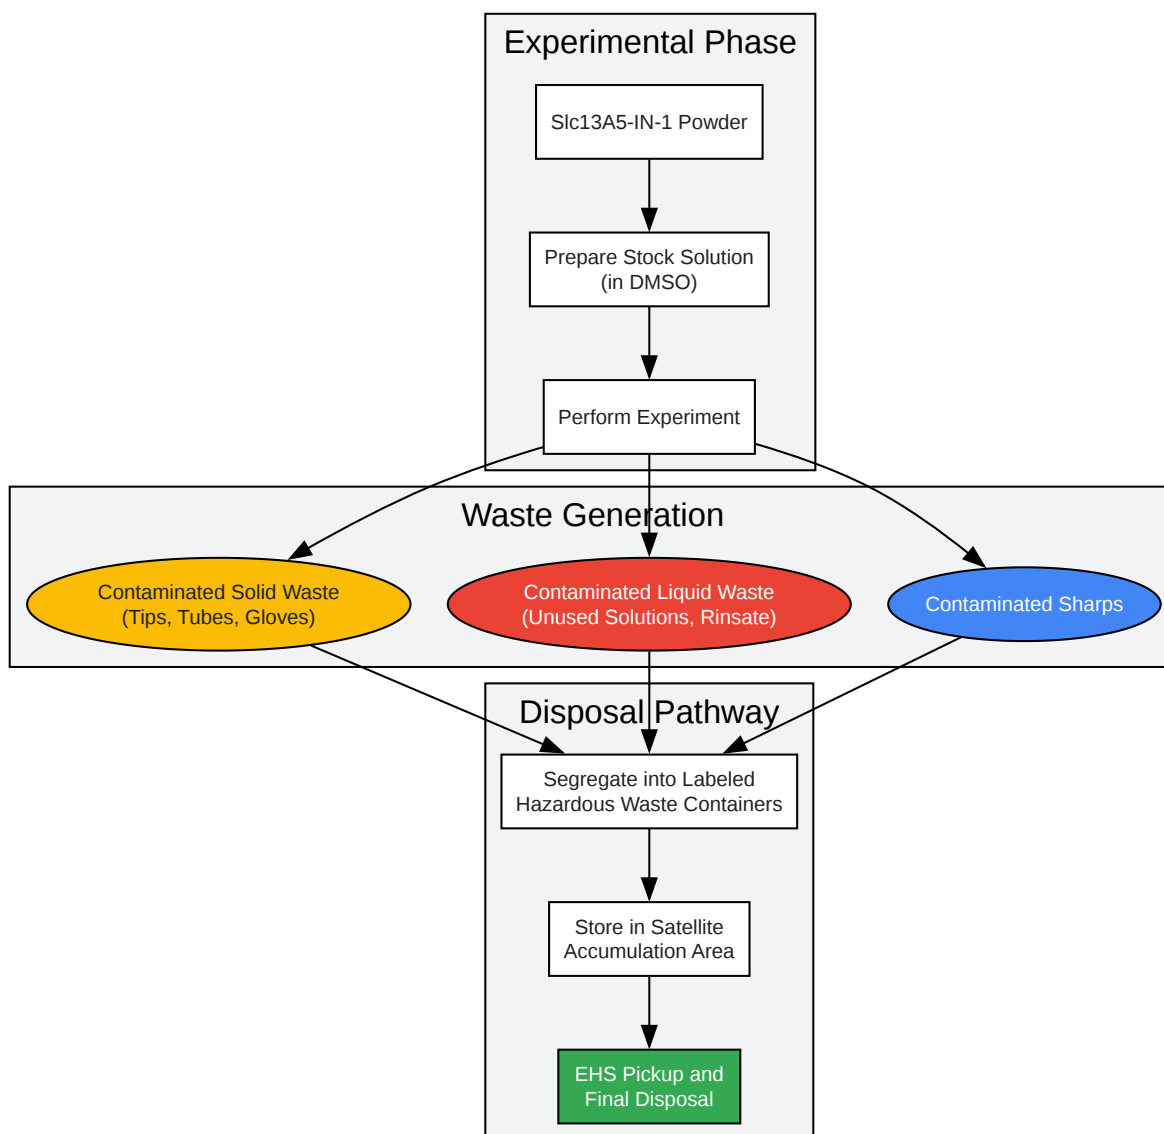 Experimental Phase
Slc13A5-IN-1 Powder
Prepare Stock Solution
(in DMSO)
Perform Experiment
Waste Generation
Contaminated Solid Waste
(Tips, Tubes, Gloves)
Contaminated Liquid Waste
(Unused Solutions, Rinsate)
Contaminated Sharps
Disposal Pathway
Segregate into Labeled
Hazardous Waste Containers
Store in Satellite
Accumulation Area
EHS Pickup and
Final Disposal